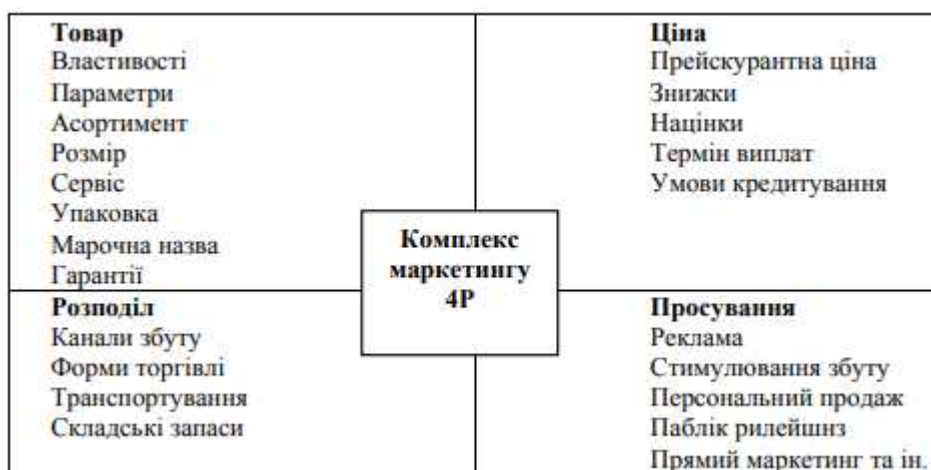 Товар
Властивості
Параметри
Асортимент
Розмір
Сервіс
Упаковка
Марочна назва
Гарантії
Ціна
Прейскурантна ціна
Знижки
Націнки
Термін виплат
Умови кредитування
Комплекс
маркетингу
4Р
Розподіл
Канали збуту
Форми торгівлі
Транспортування
Складські запаси
Просування
Реклама
Стимулювання збуту
Персональний продаж
Паблік рилейшнз
Прямий маркетинг та ін.